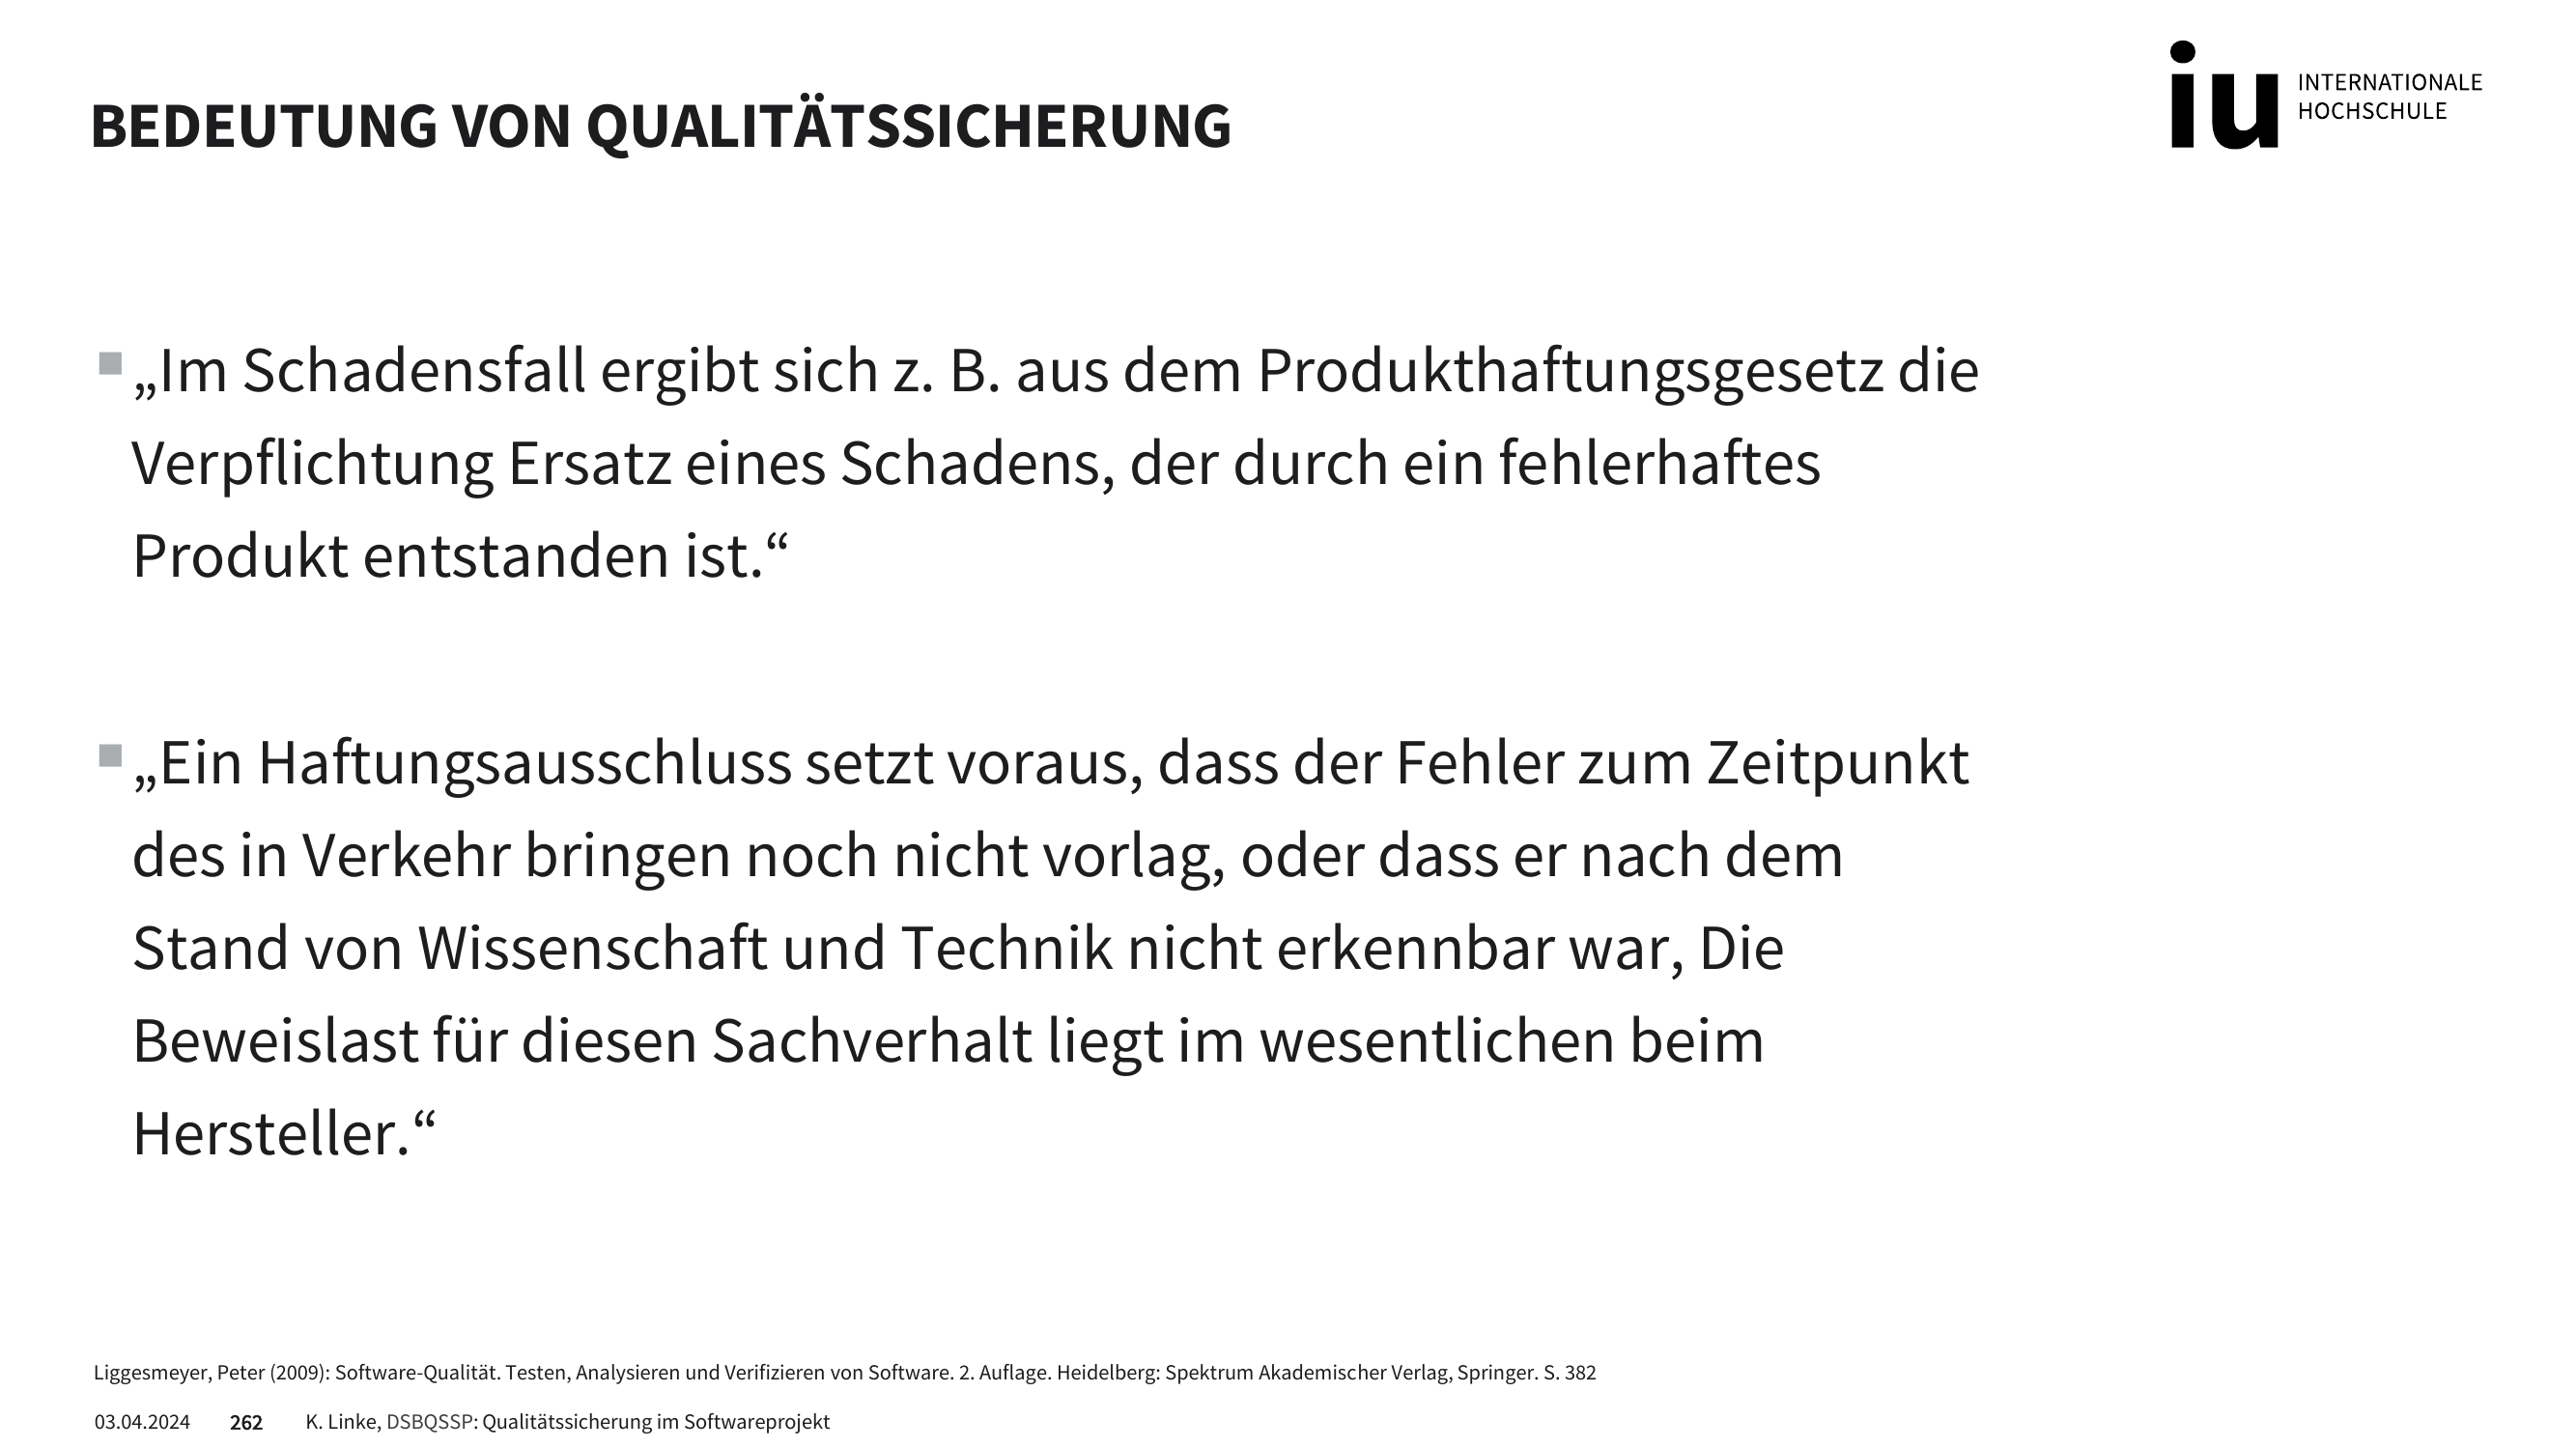 BEDEUTUNG VON QUALITÄTSSICHERUNG
iu INTERNATIONALE
HOCHSCHULE
„Im Schadensfall ergibt sich z. B. aus dem Produkthaftungsgesetz die
Verpflichtung Ersatz eines Schadens, der durch ein fehlerhaftes
Produkt entstanden ist.“
„Ein Haftungsausschluss setzt voraus, dass der Fehler zum Zeitpunkt
des in Verkehr bringen noch nicht vorlag, oder dass er nach dem
Stand von Wissenschaft und Technik nicht erkennbar war, Die
Beweislast für diesen Sachverhalt liegt im wesentlichen beim
Hersteller.“
Liggesmeyer, Peter (2009): Software-Qualität. Testen, Analysieren und Verifizieren von Software. 2. Auflage. Heidelberg: Spektrum Akademischer Verlag, Springer. S. 382
03.04.2024 262 K. Linke, DSBQSSP: Qualitätssicherung im Softwareprojekt